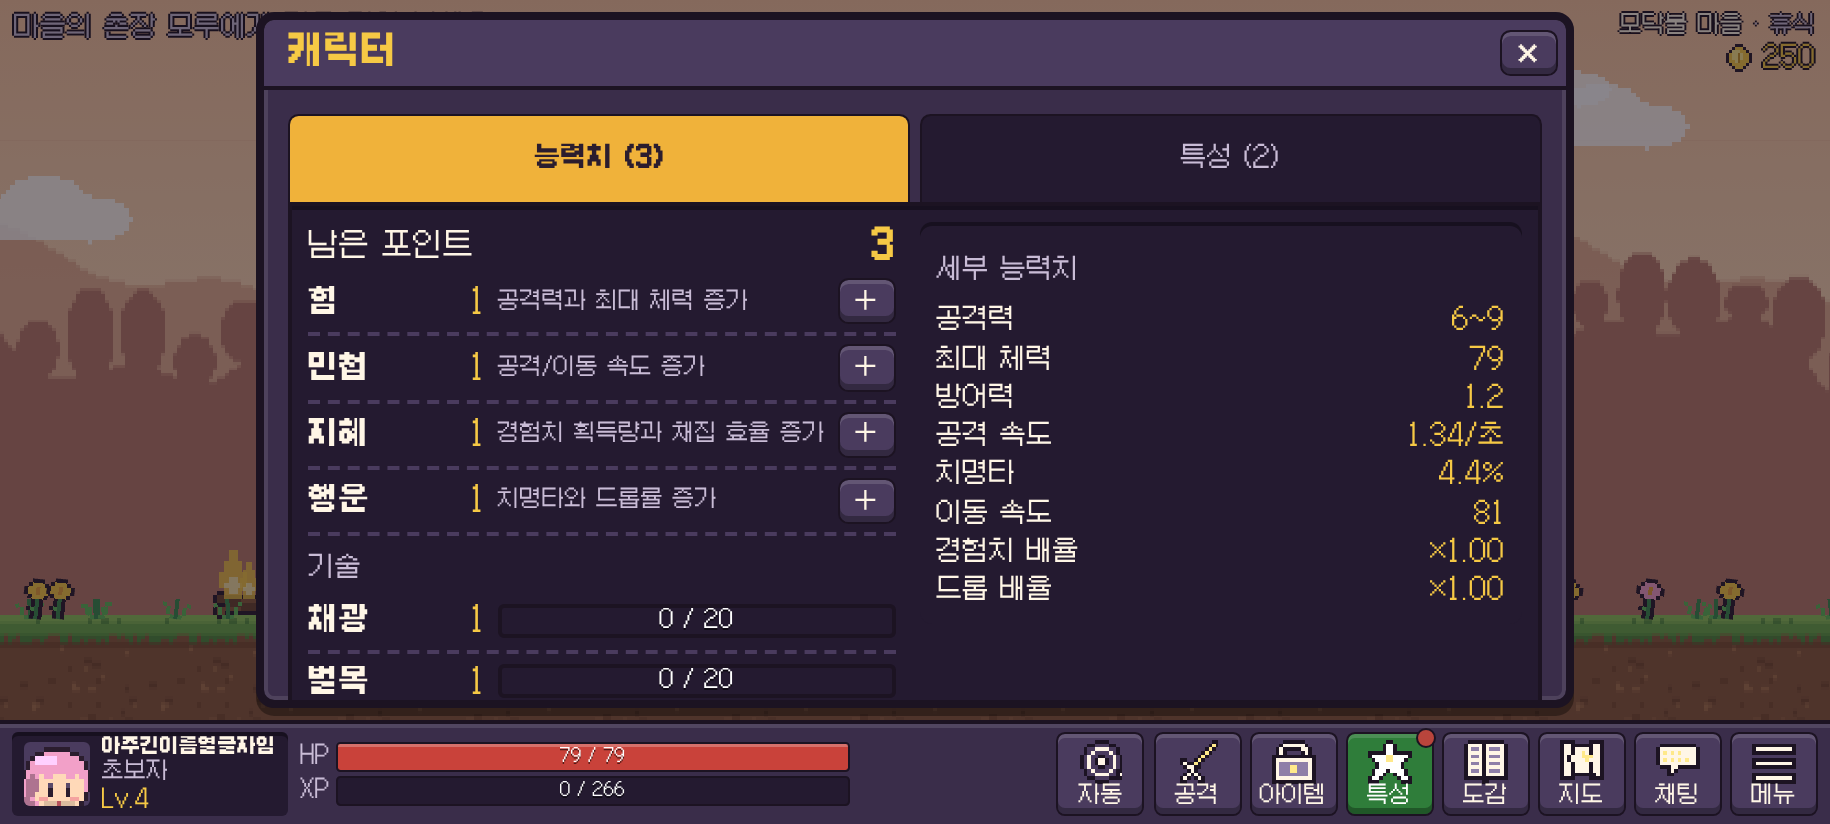 마을의 촌장 모루에게
모닥불 마을 · 휴식
250
캐릭터
능력치 (3)
특성 (2)
남은 포인트 3
힘 1 공격력과 최대 체력 증가 +
민첩 1 공격/이동 속도 증가 +
지혜 1 경험치 획득량과 채집 효율 증가 +
행운 1 치명타와 드롭률 증가 +
기술
채광 1 0 / 20
벌목 1 0 / 20
세부 능력치
공격력 6~9
최대 체력 79
방어력 1.2
공격 속도 1.34/초
치명타 4.4%
이동 속도 81
경험치 배율 ×1.00
드롭 배율 ×1.00
아주긴이름열글자임
초보자
Lv.4
HP 79 / 79
XP 0 / 266
자동
공격
아이템
특성
도감
지도
채팅
메뉴